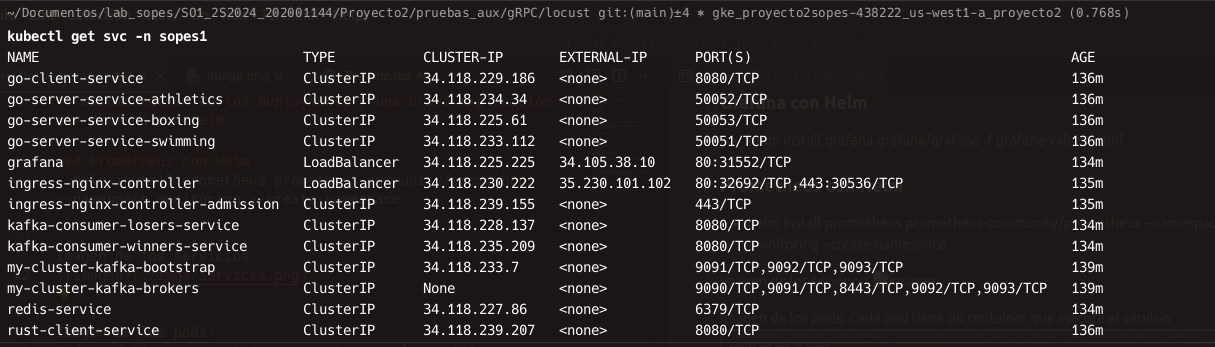 ~/Documentos/lab_sopes/SO1_2S2024_202001144/Proyecto2/pruebas_aux/gRPC/locust git:(main)±4 ✱ gke_proyecto2sopes-438222_us-west1-a_proyecto2 (0.768s)
kubectl get svc -n sopes1
NAME TYPE CLUSTER-IP EXTERNAL-IP PORT(S) AGE
go-client-service ClusterIP 34.118.229.186 <none> 8080/TCP 136m
go-server-service-athletics ClusterIP 34.118.234.34 <none> 50052/TCP 136m
go-server-service-boxing ClusterIP 34.118.225.61 <none> 50053/TCP 136m
go-server-service-swimming ClusterIP 34.118.233.112 <none> 50051/TCP 136m
grafana LoadBalancer 34.118.225.225 34.105.38.10 80:31552/TCP 134m
ingress-nginx-controller LoadBalancer 34.118.230.222 35.230.101.102 80:32692/TCP,443:30536/TCP 135m
ingress-nginx-controller-admission ClusterIP 34.118.239.155 <none> 443/TCP 135m
kafka-consumer-losers-service ClusterIP 34.118.228.137 <none> 8080/TCP 134m
kafka-consumer-winners-service ClusterIP 34.118.235.209 <none> 8080/TCP 134m
my-cluster-kafka-bootstrap ClusterIP 34.118.233.7 <none> 9091/TCP,9092/TCP,9093/TCP 139m
my-cluster-kafka-brokers ClusterIP None <none> 9090/TCP,9091/TCP,8443/TCP,9092/TCP,9093/TCP 139m
redis-service ClusterIP 34.118.227.86 <none> 6379/TCP 134m
rust-client-service ClusterIP 34.118.239.207 <none> 8080/TCP 136m